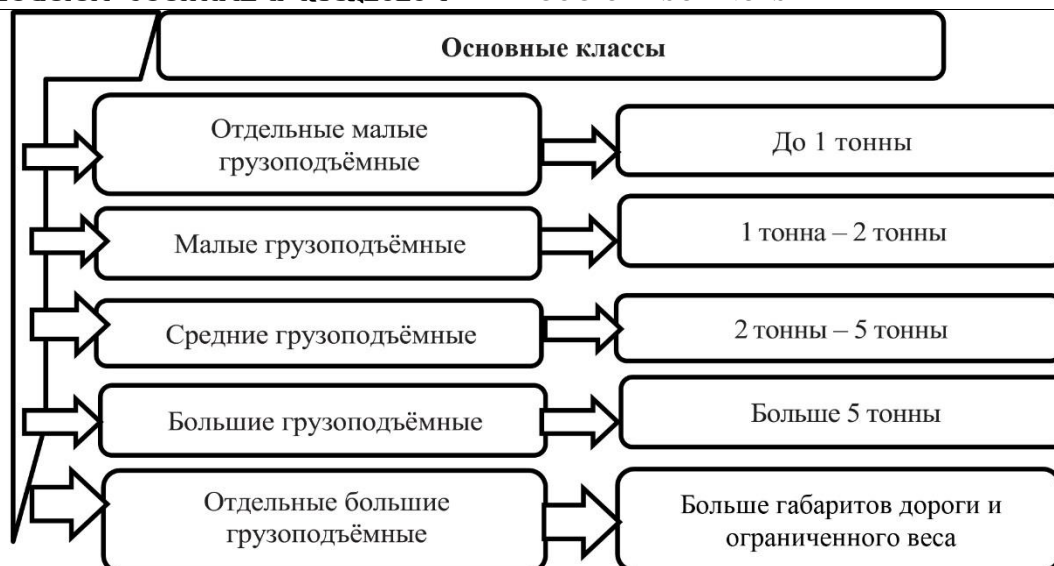 Основные классы
Отдельные малые
грузоподъёмные
До 1 тонны
Малые грузоподъёмные
1 тонна – 2 тонны
Средние грузоподъёмные
2 тонны – 5 тонны
Большие грузоподъёмные
Больше 5 тонны
Отдельные большие
грузоподъёмные
Больше габаритов дороги и
ограниченного веса